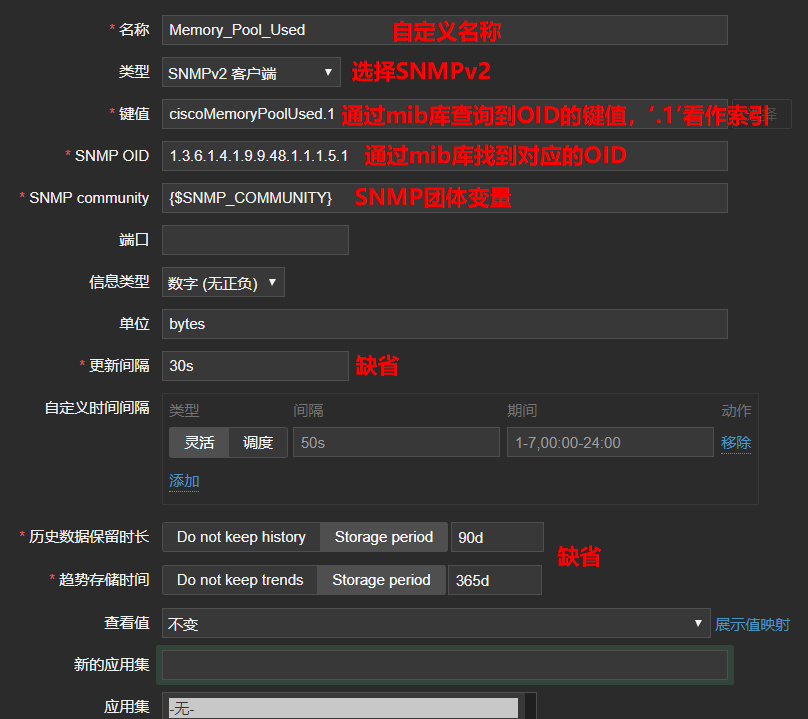 * 名称 Memory_Pool_Used 自定义名称
类型 SNMPv2 客户端 ▼ 选择SNMPv2
* 键值 ciscoMemoryPoolUsed.1 通过mib库查询到OID的键值，‘.1’看作索引
* SNMP OID 1.3.6.1.4.1.9.9.48.1.1.1.5.1 通过mib库找到对应的OID
* SNMP community {$SNMP_COMMUNITY} SNMP团体变量
端口
信息类型 数字 (无正负) ▼
单位 bytes
* 更新间隔 30s 缺省
自定义时间间隔 类型 间隔 期间 动作
灵活 调度 50s 1-7,00:00-24:00 移除
添加
* 历史数据保留时长 Do not keep history Storage period 90d
缺省
* 趋势存储时间 Do not keep trends Storage period 365d
查看值 不变 ▼ 展示值映射
新的应用集
应用集 -无-